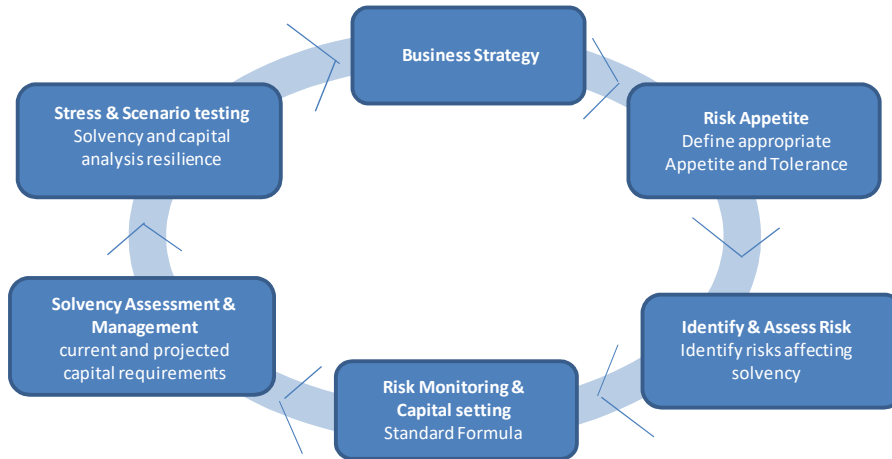 Business Strategy
Risk Appetite
Define appropriate
Appetite and Tolerance
Identify & Assess Risk
Identify risks affecting
solvency
Risk Monitoring &
Capital setting
Standard Formula
Solvency Assessment &
Management
current and projected
capital requirements
Stress & Scenario testing
Solvency and capital
analysis resilience